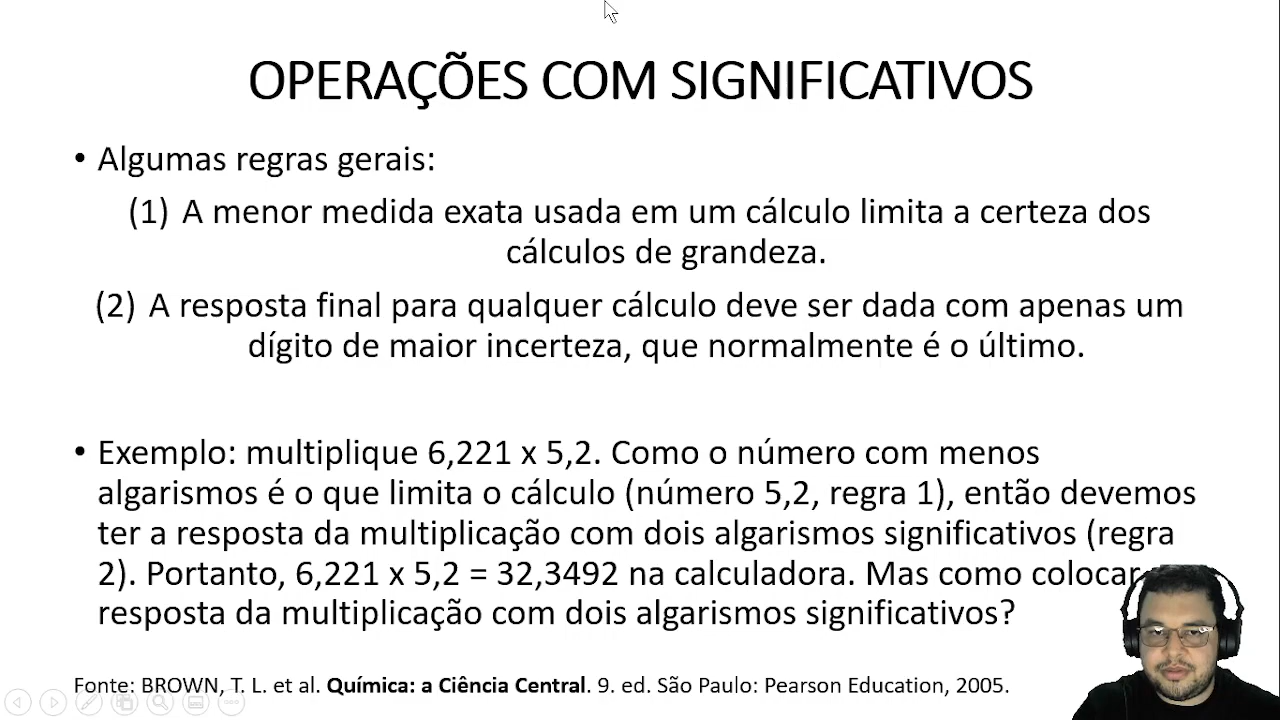 OPERAÇÕES COM SIGNIFICATIVOS
• Algumas regras gerais:
(1) A menor medida exata usada em um cálculo limita a certeza dos
cálculos de grandeza.
(2) A resposta final para qualquer cálculo deve ser dada com apenas um
dígito de maior incerteza, que normalmente é o último.
• Exemplo: multiplique 6,221 x 5,2. Como o número com menos
algarismos é o que limita o cálculo (número 5,2, regra 1), então devemos
ter a resposta da multiplicação com dois algarismos significativos (regra
2). Portanto, 6,221 x 5,2 = 32,3492 na calculadora. Mas como colocar
resposta da multiplicação com dois algarismos significativos?
Fonte: BROWN, T. L. et al. Química: a Ciência Central. 9. ed. São Paulo: Pearson Education, 2005.